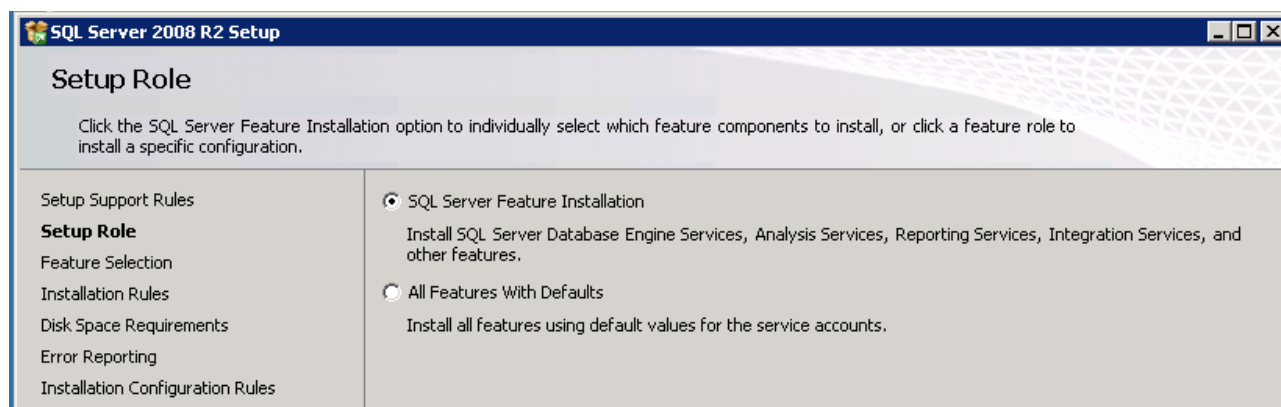 SQL Server 2008 R2 Setup
Setup Role
Click the SQL Server Feature Installation option to individually select which feature components to install, or click a feature role to
install a specific configuration.
Setup Support Rules
Setup Role
Feature Selection
Installation Rules
Disk Space Requirements
Error Reporting
Installation Configuration Rules
SQL Server Feature Installation
Install SQL Server Database Engine Services, Analysis Services, Reporting Services, Integration Services, and
other features.
All Features With Defaults
Install all features using default values for the service accounts.